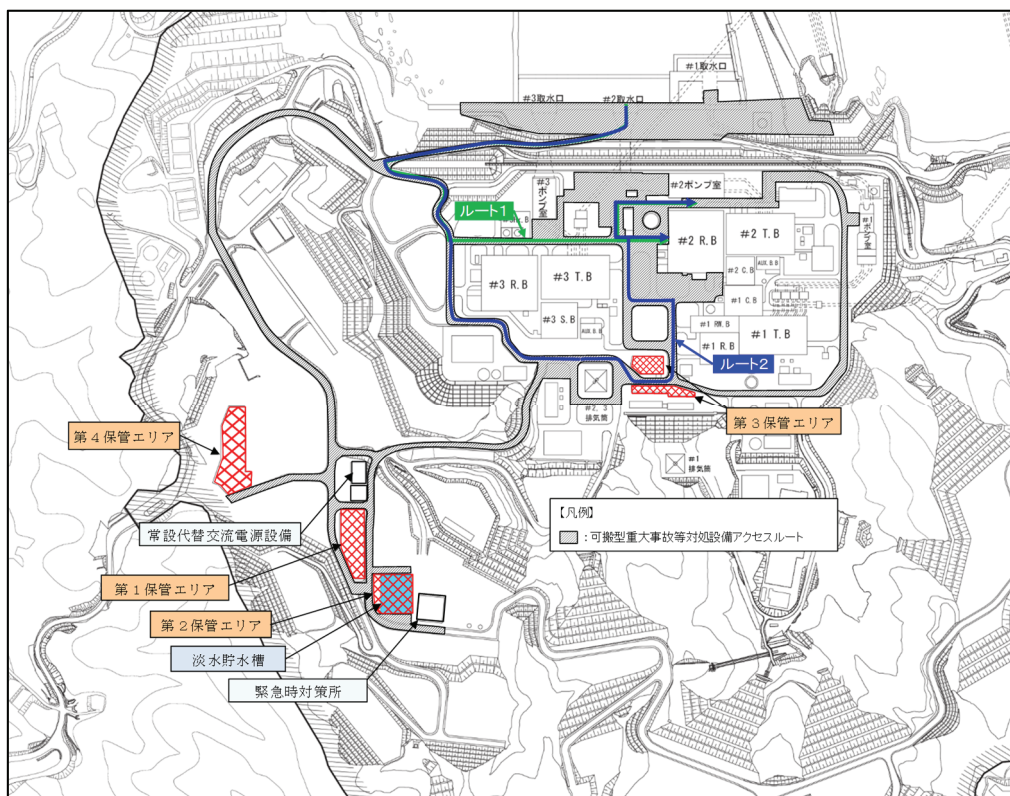 #1取水口
#1取水口
#3取水口
#2取水口
#3
ポンプ室
#2ポンプ室
#1
ポンプ室
ルート1
#2 R.B
#2 T.B
#3 R.B
#3 T.B
#2 C.B
AUX.B.B
#1 C.B
#3 S.B
AUX.B.B
#1 RW.B
#1 R.B
#1 T.B
ルート2
#2, 3
排気筒
第3保管エリア
#1
排気筒
第4保管エリア
【凡例】
:可搬型重大事故等対処設備アクセスルート
常設代替交流電源設備
第1保管エリア
第2保管エリア
淡水貯水槽
緊急時対策所